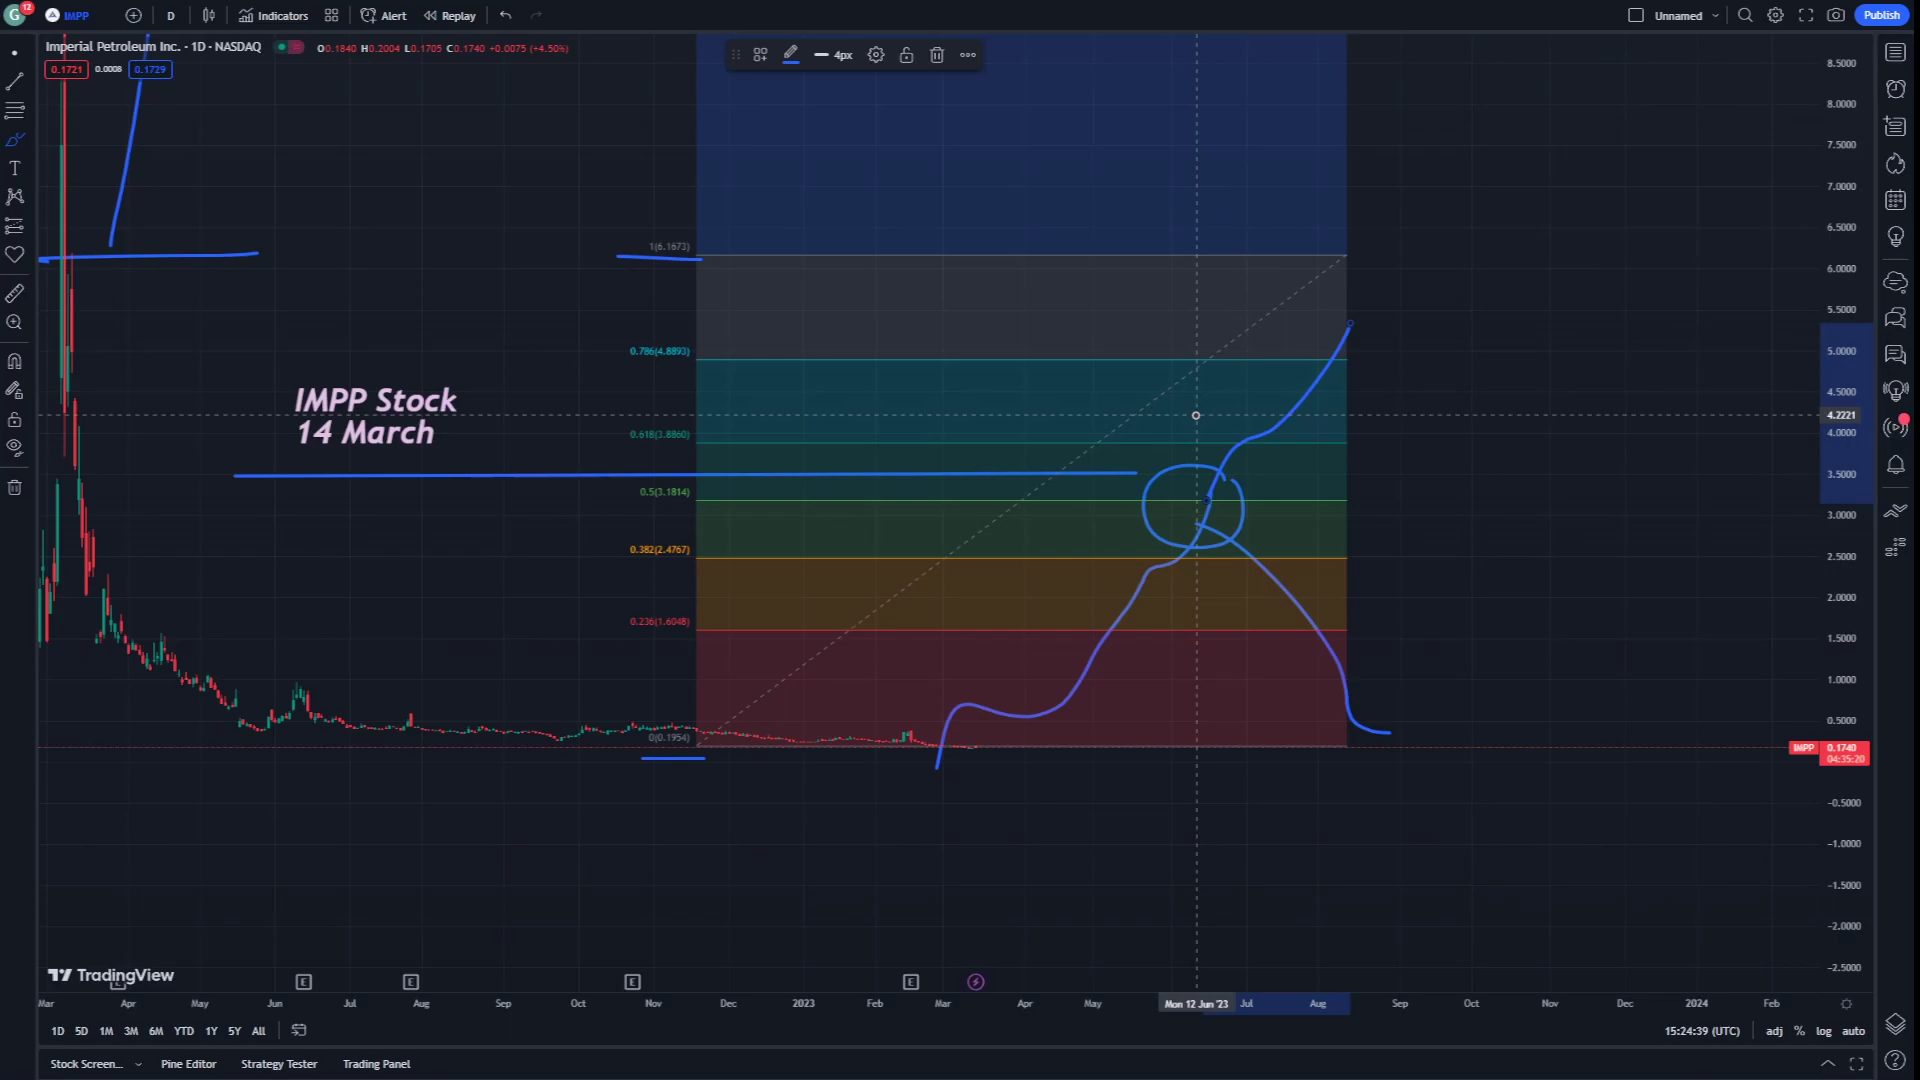 G
12
IMPP
D
Indicators
Alert
Replay
Unnamed
Publish
Imperial Petroleum Inc. · 1D · NASDAQ
O0.1840 H0.2004 L0.1705 C0.1740 +0.0075 (+4.50%)
0.1721
0.0008
0.1729
4px
8.5000
8.0000
7.5000
7.0000
6.5000
6.0000
5.5000
5.0000
4.5000
4.2221
4.0000
3.5000
3.0000
2.5000
2.0000
1.5000
1.0000
0.5000
IMPP 0.1740
04:35:20
−0.5000
−1.0000
−1.5000
−2.0000
−2.5000
1(6.1673)
0.786(4.8893)
0.618(3.8860)
0.5(3.1814)
0.382(2.4767)
0.236(1.6048)
0(0.1954)
IMPP Stock
14 March
TradingView
E
E
E
E
E
Mar Apr May Jun Jul Aug Sep Oct Nov Dec 2023 Feb Mar Apr May Mon 12 Jun '23 Jul Aug Sep Oct Nov Dec 2024 Feb
1D 5D 1M 3M 6M YTD 1Y 5Y All
15:24:39 (UTC) adj % log auto
Stock Screen... Pine Editor Strategy Tester Trading Panel